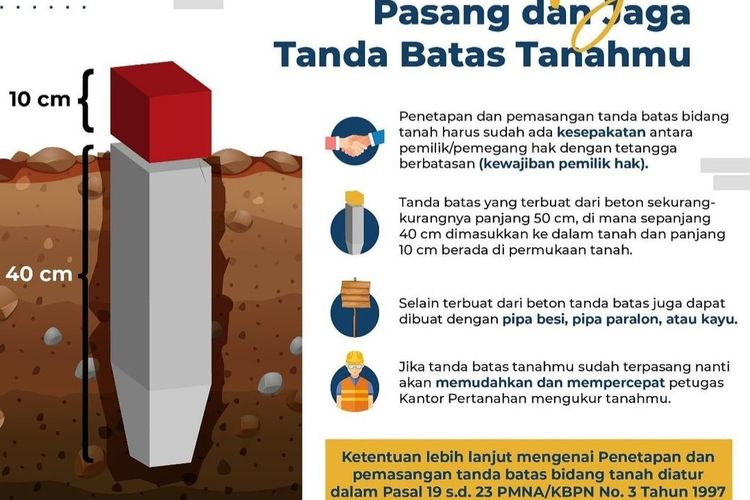 Pasang dan Jaga
Tanda Batas Tanahmu
10 cm
40 cm
Penetapan dan pemasangan tanda batas bidang
tanah harus sudah ada kesepakatan antara
pemilik/pemegang hak dengan tetangga
berbatasan (kewajiban pemilik hak).
Tanda batas yang terbuat dari beton sekurang-
kurangnya panjang 50 cm, di mana sepanjang
40 cm dimasukkan ke dalam tanah dan panjang
10 cm berada di permukaan tanah.
Selain terbuat dari beton tanda batas juga dapat
dibuat dengan pipa besi, pipa paralon, atau kayu.
Jika tanda batas tanahmu sudah terpasang nanti
akan memudahkan dan mempercepat petugas
Kantor Pertanahan mengukur tanahmu.
Ketentuan lebih lanjut mengenai Penetapan dan
pemasangan tanda batas bidang tanah diatur
dalam Pasal 19 s.d. 23 PMNA/KBPN No. 3 Tahun 1997